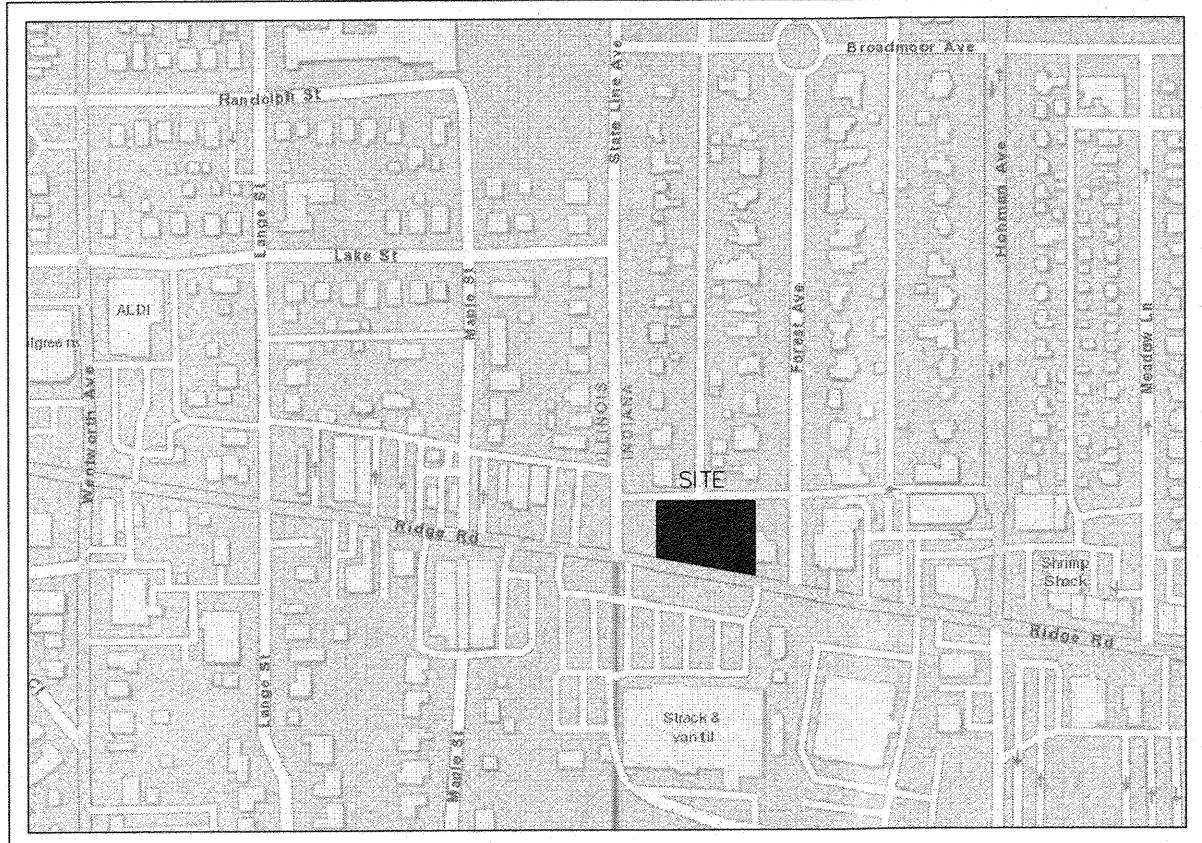 Broadmoor Ave
Randolph St
State Line Ave
Lange St
Hohman Ave
Lake St
Maple St
ALDI
lgreens
Forest Ave
Meadow Ln
Wentworth Ave
ILLINOIS
INDIANA
SITE
Ridge Rd
Shrimp
Shack
Ridge Rd
Lange St
Strack &
van til
Maple St